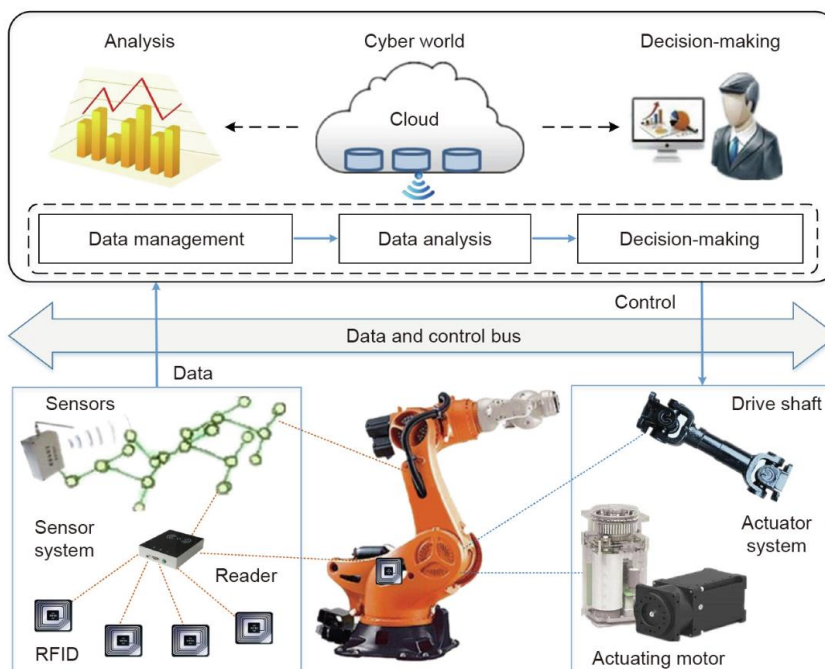 Analysis
Cyber world
Decision-making
Cloud
Data management
Data analysis
Decision-making
Control
Data and control bus
Data
Sensors
Drive shaft
Sensor
system
Actuator
system
Reader
RFID
Actuating motor